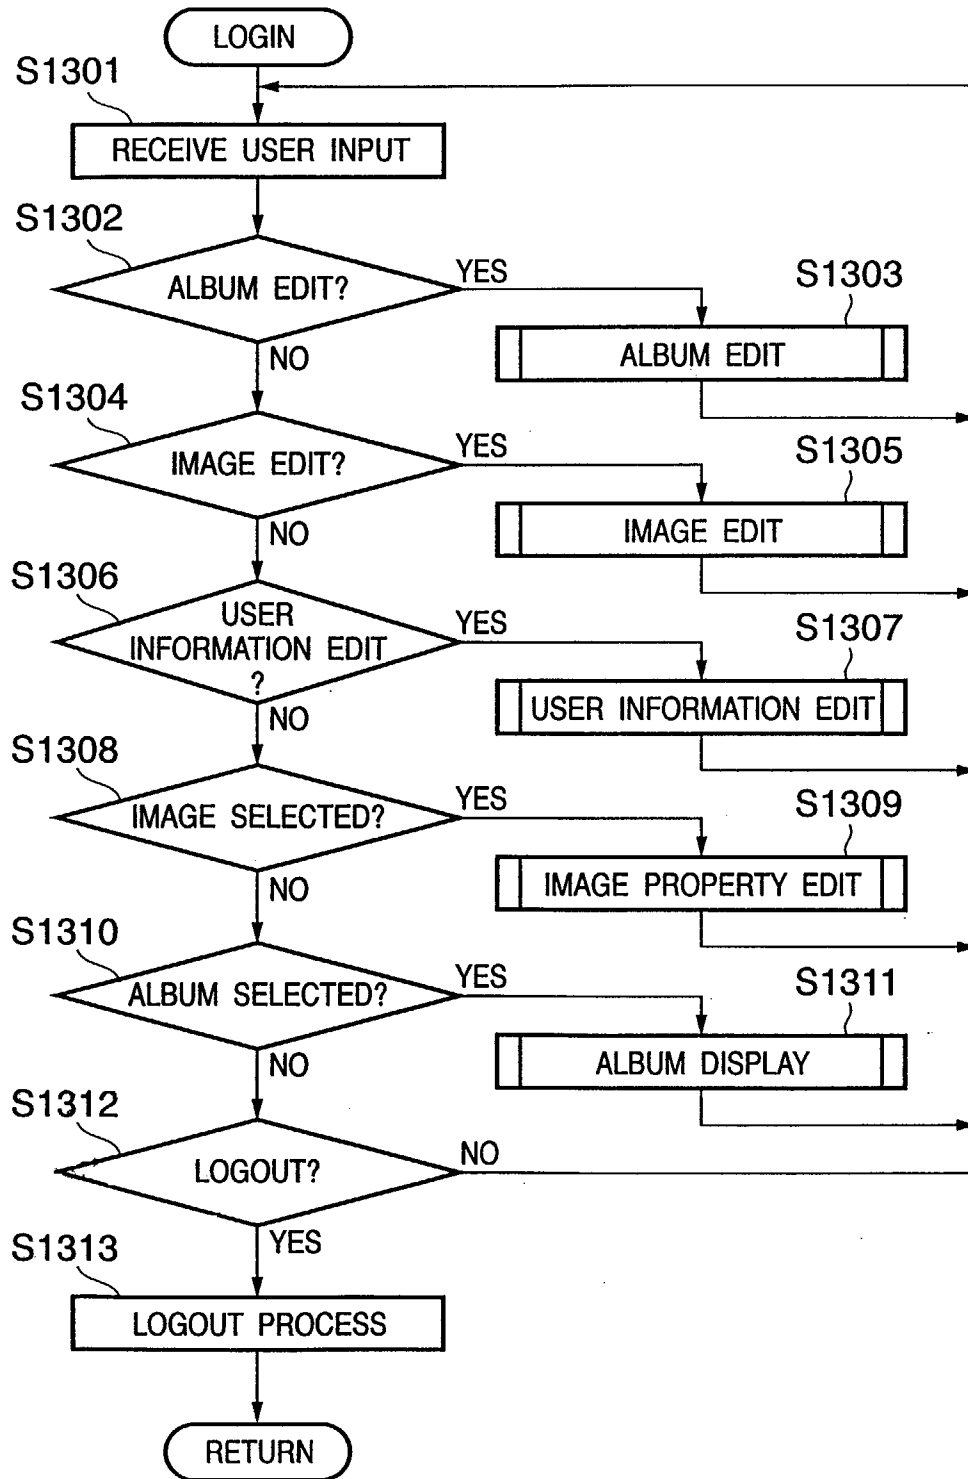 LOGIN
S1301
RECEIVE USER INPUT
S1302
ALBUM EDIT?
YES
S1303
ALBUM EDIT
NO
S1304
IMAGE EDIT?
YES
S1305
IMAGE EDIT
NO
S1306
USER
INFORMATION EDIT
?
YES
S1307
USER INFORMATION EDIT
NO
S1308
IMAGE SELECTED?
YES
S1309
IMAGE PROPERTY EDIT
NO
S1310
ALBUM SELECTED?
YES
S1311
ALBUM DISPLAY
NO
S1312
LOGOUT?
NO
YES
S1313
LOGOUT PROCESS
RETURN